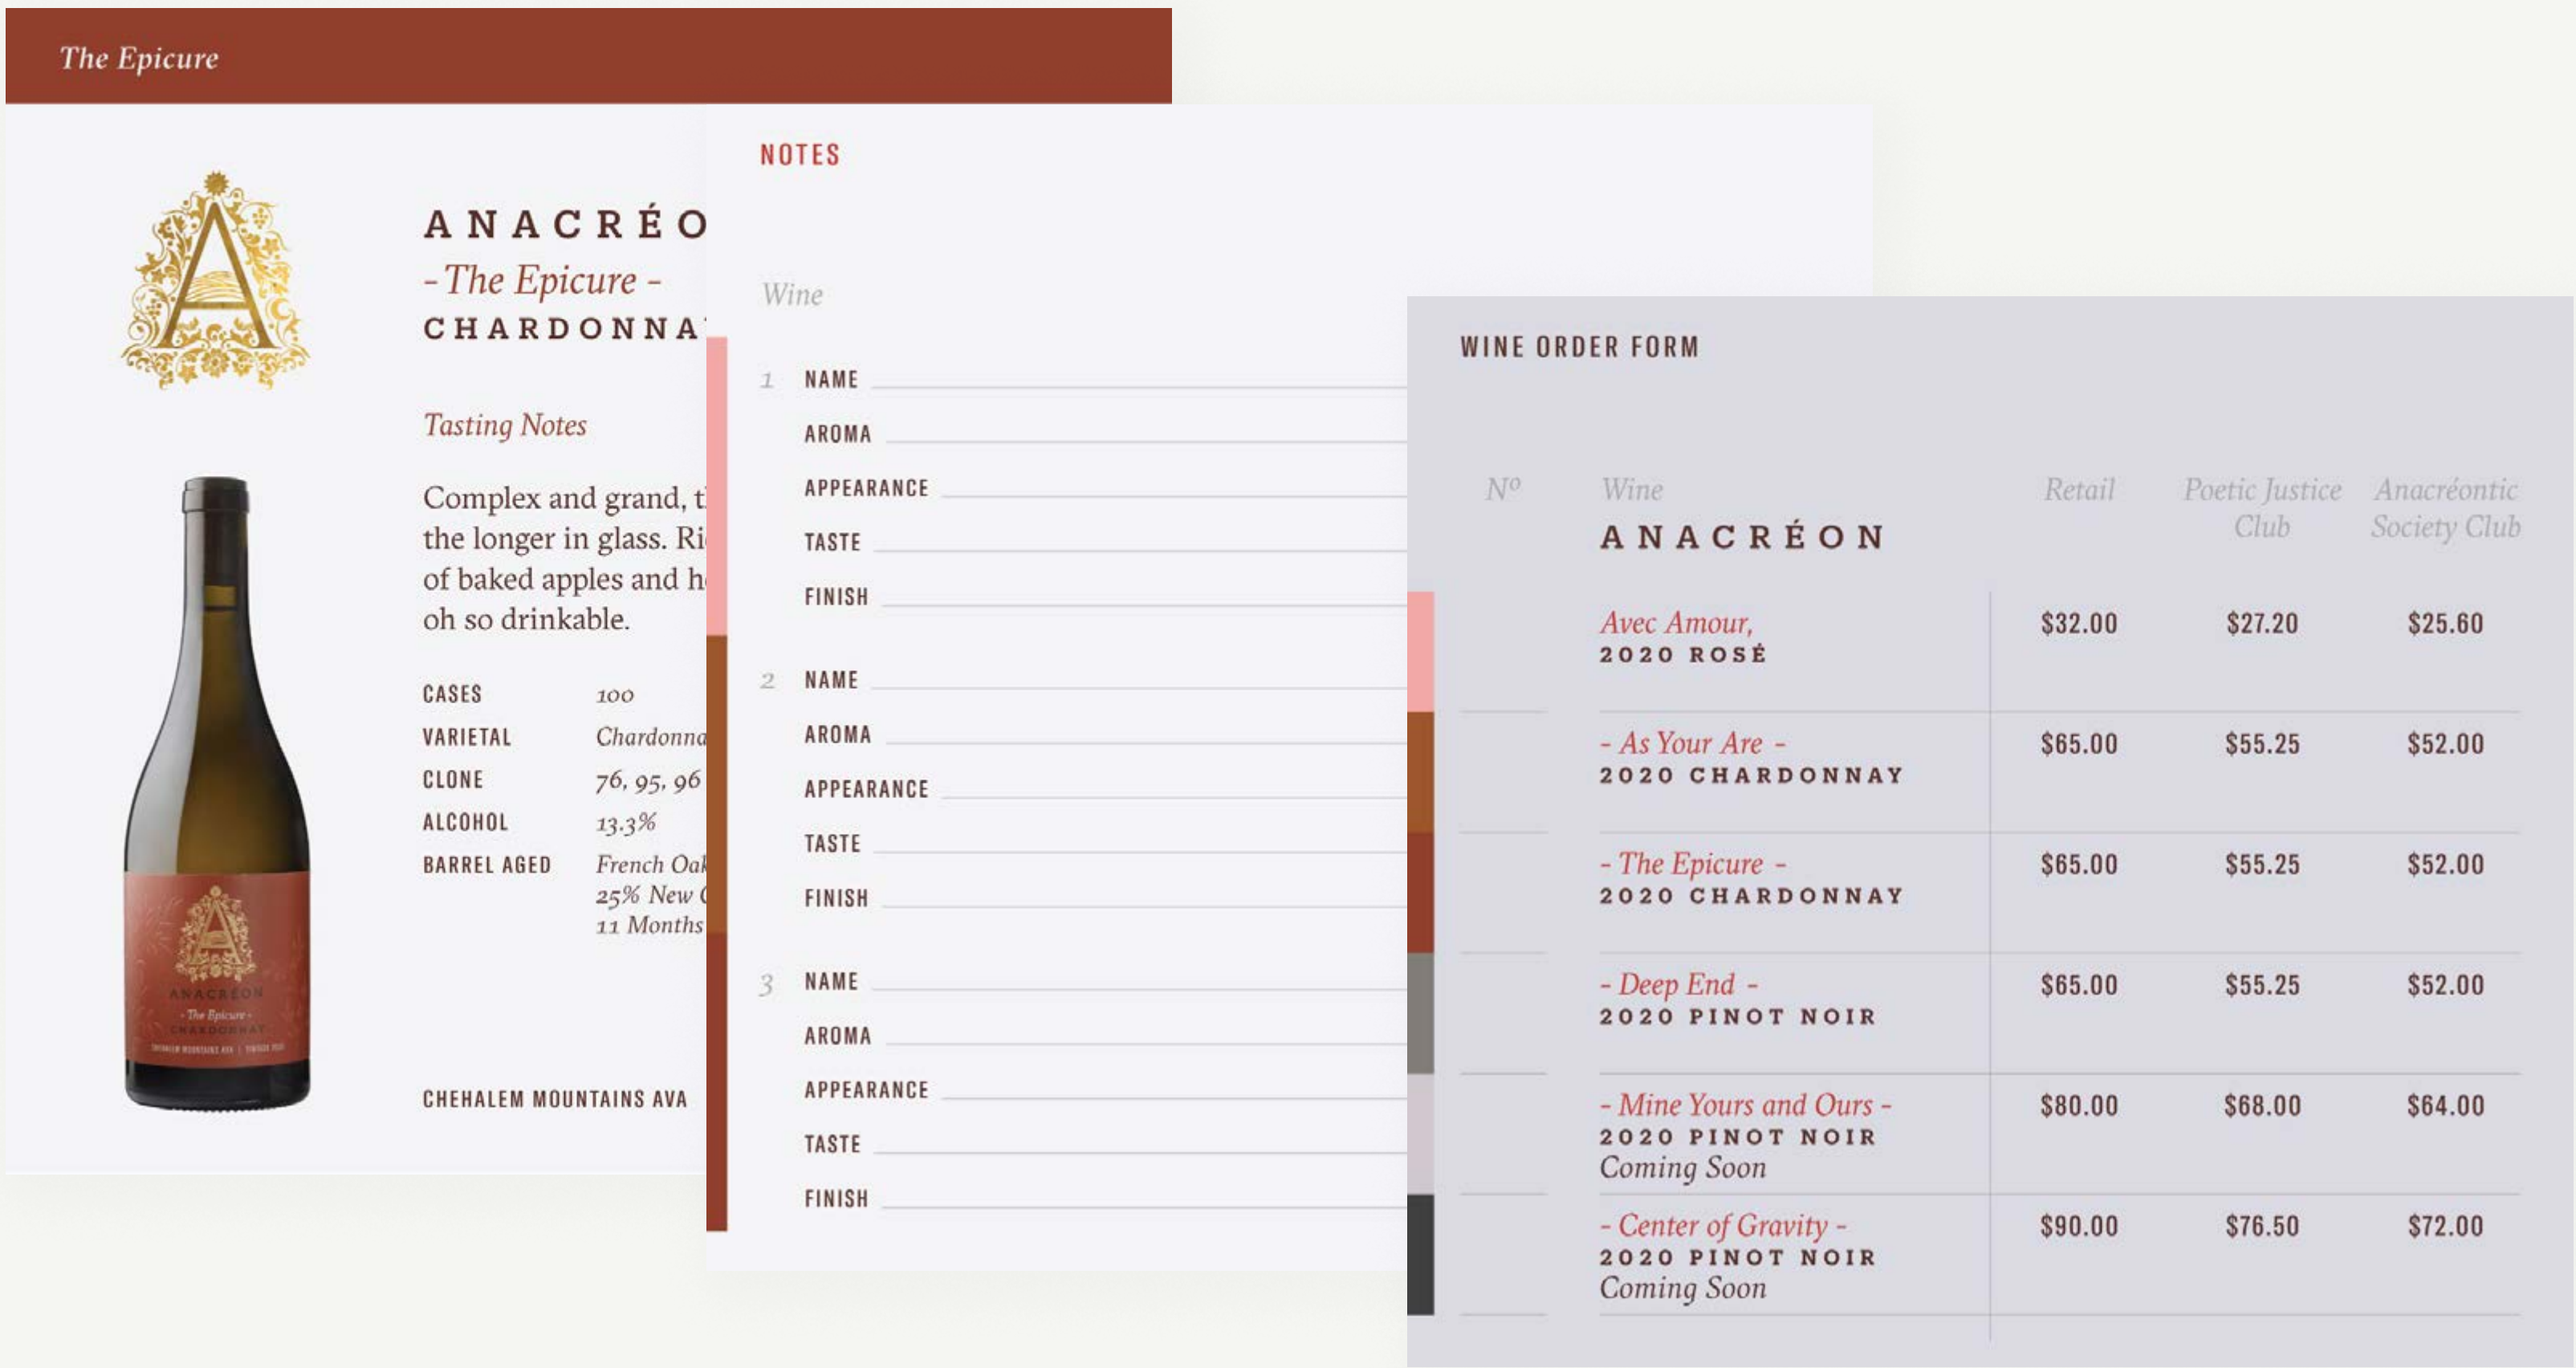 The Epicure
ANACRÉO
- The Epicure -
CHARDONNA
Tasting Notes
Complex and grand, t
the longer in glass. Ri
of baked apples and h
oh so drinkable.
CASES 100
VARIETAL Chardonna
CLONE 76, 95, 96
ALCOHOL 13.3%
BARREL AGED French Oak
25% New
11 Months
CHEHALEM MOUNTAINS AVA
A
ANACRÉON
- The Epicure -
CHARDONNAY
CHEHALEM MOUNTAINS AVA |
NOTES
Wine
1 NAME
AROMA
APPEARANCE
TASTE
FINISH
2 NAME
AROMA
APPEARANCE
TASTE
FINISH
3 NAME
AROMA
APPEARANCE
TASTE
FINISH
WINE ORDER FORM
Nº Wine Retail Poetic Justice Club Anacréontic Society Club
ANACRÉON
Avec Amour, $32.00 $27.20 $25.60
2020 ROSÉ
- As Your Are - $65.00 $55.25 $52.00
2020 CHARDONNAY
- The Epicure - $65.00 $55.25 $52.00
2020 CHARDONNAY
- Deep End - $65.00 $55.25 $52.00
2020 PINOT NOIR
- Mine Yours and Ours - $80.00 $68.00 $64.00
2020 PINOT NOIR
Coming Soon
- Center of Gravity - $90.00 $76.50 $72.00
2020 PINOT NOIR
Coming Soon